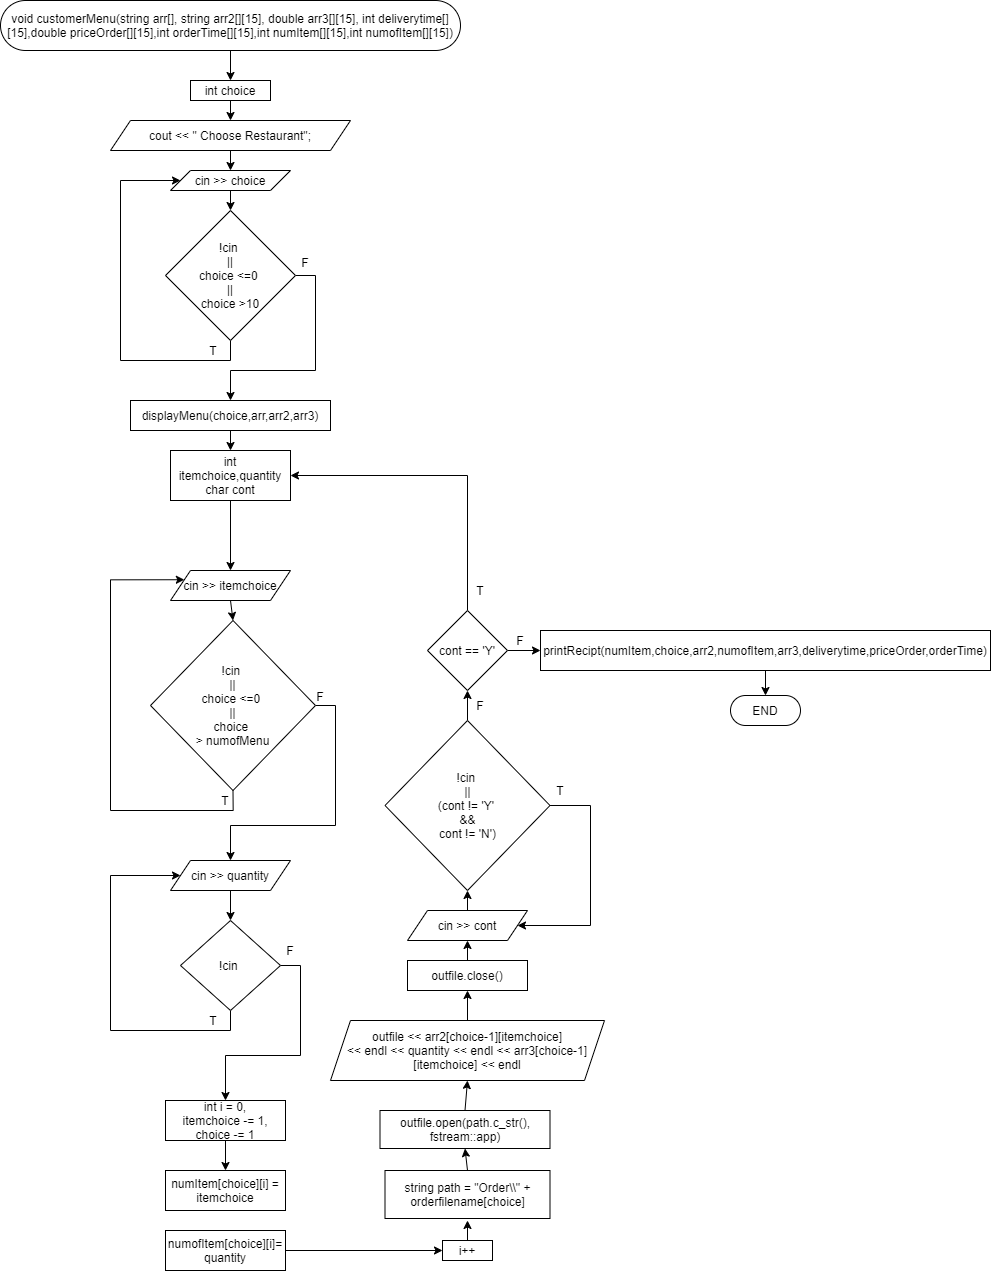 void customerMenu(string arr[], string arr2[][15], double arr3[][15], int deliverytime[]
[15],double priceOrder[][15],int orderTime[][15],int numItem[][15],int numofItem[][15])
int choice
cout << " Choose Restaurant";
cin >> choice
!cin
||
choice <=0
||
choice >10
F
T
displayMenu(choice,arr,arr2,arr3)
int
itemchoice,quantity
char cont
cin >> itemchoice
!cin
||
choice <=0
||
choice
> numofMenu
F
T
cin >> quantity
!cin
F
T
int i = 0,
itemchoice -= 1,
choice -= 1
numItem[choice][i] =
itemchoice
numofItem[choice][i]=
quantity
i++
string path = "Order\\" +
orderfilename[choice]
outfile.open(path.c_str(),
fstream::app)
outfile << arr2[choice-1][itemchoice]
<< endl << quantity << endl << arr3[choice-1]
[itemchoice] << endl
outfile.close()
cin >> cont
!cin
||
(cont != 'Y'
&&
cont != 'N')
T
F
cont == 'Y'
T
F
printRecipt(numItem,choice,arr2,numofItem,arr3,deliverytime,priceOrder,orderTime)
END